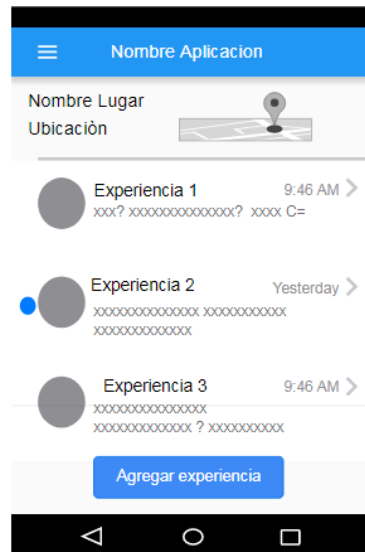 Nombre Aplicacion
Nombre Lugar
Ubicaciòn
Experiencia 1 9:46 AM
xxx? xxxxxxxxxxxxxx? xxxx C=
Experiencia 2 Yesterday
xxxxxxxxxxxxxx xxxxxxxxxxx
xxxxxxxxxxxxx
Experiencia 3 9:46 AM
xxxxxxxxxxxxxxx
xxxxxxxxxxxxx ? xxxxxxxxxx
Agregar experiencia